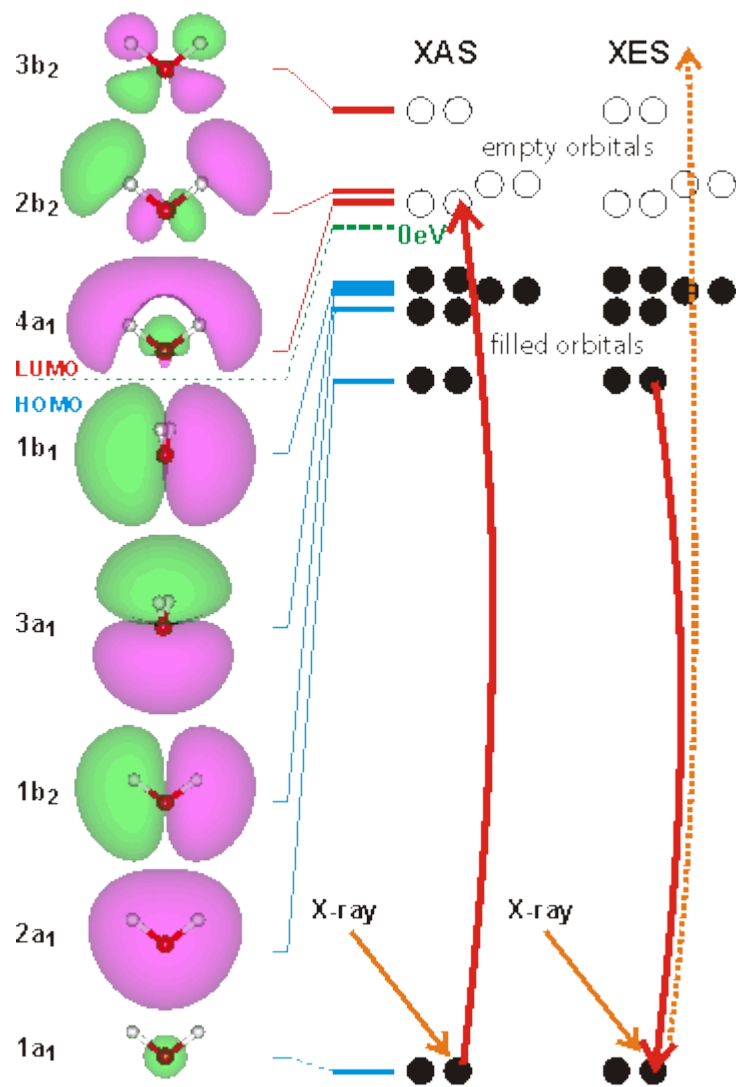 XAS XES
3b2
empty orbitals
2b2
0eV
4a1
filled orbitals
LUMO
HOMO
1b1
3a1
1b2
X-ray X-ray
2a1
1a1